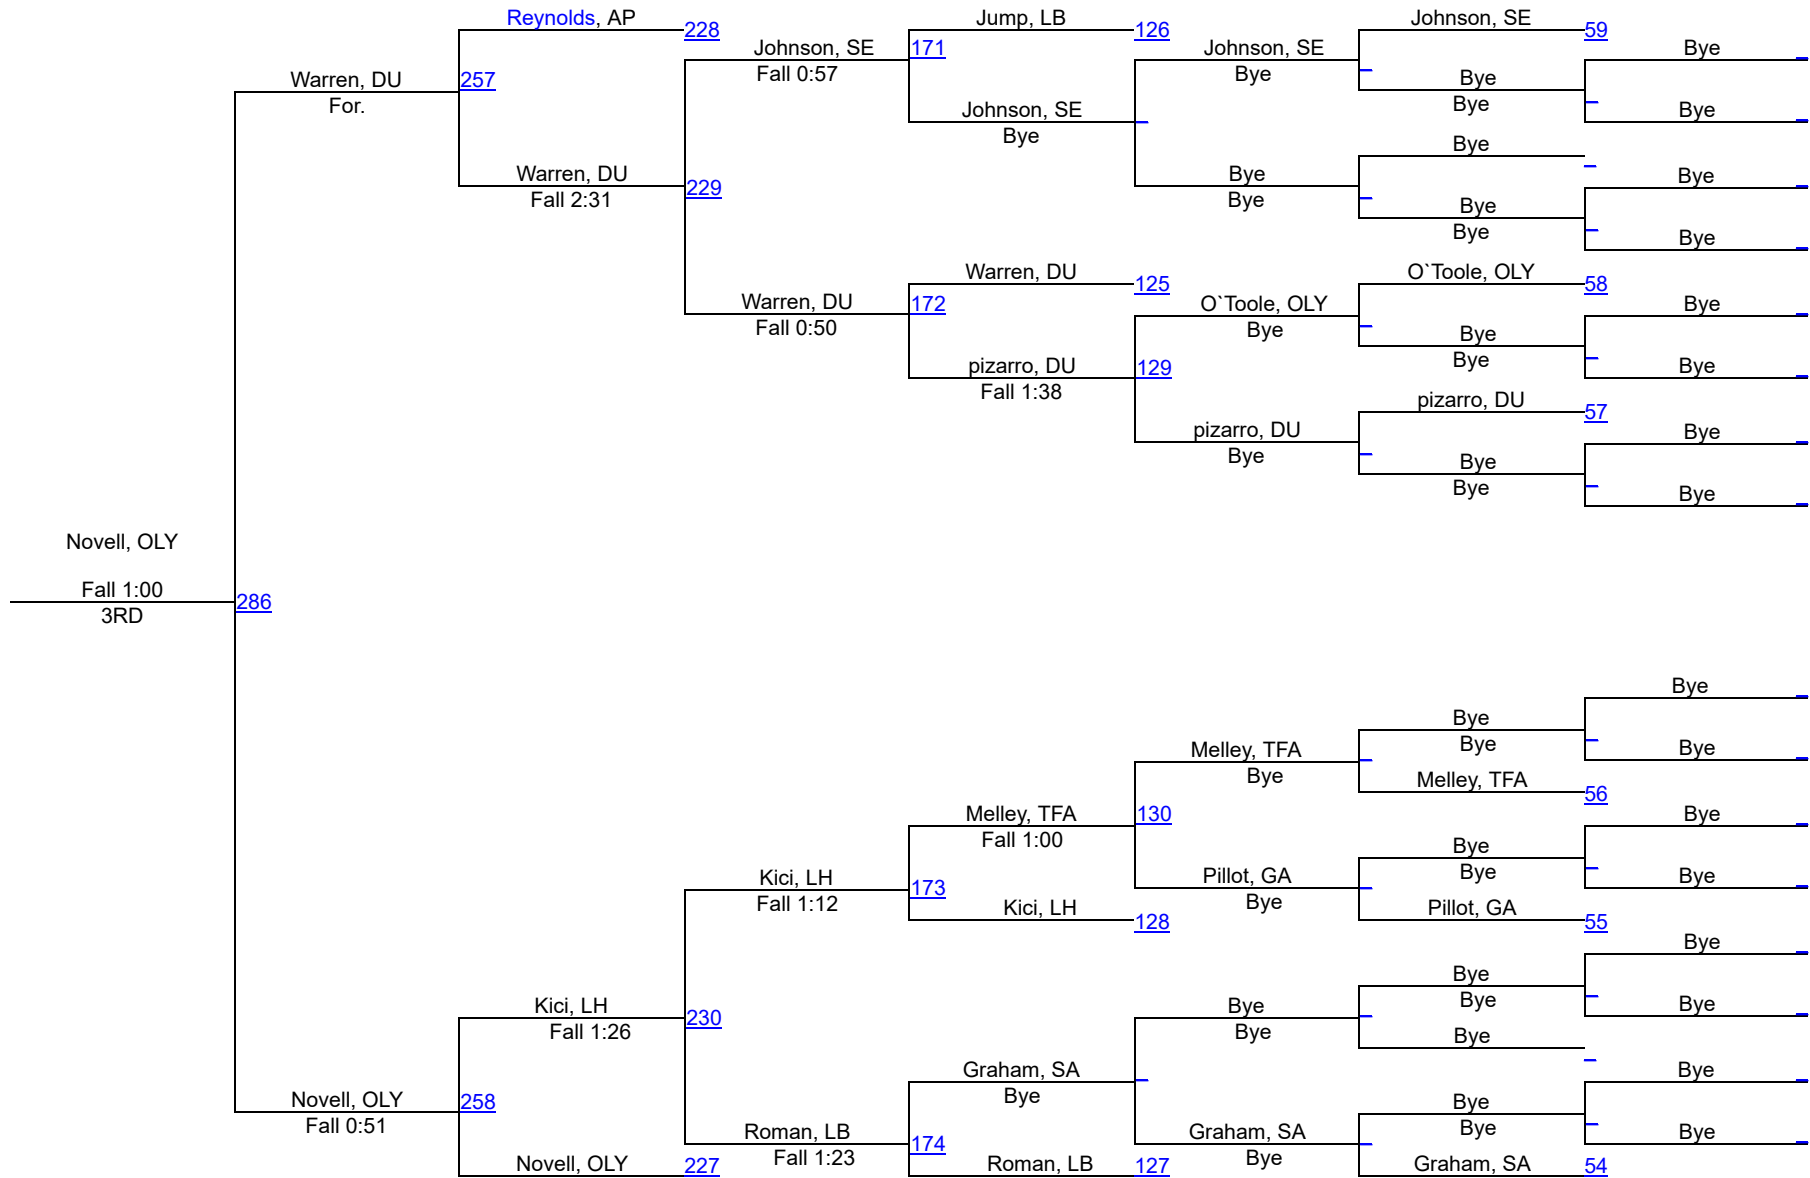 Reynolds, AP
228
Jump, LB
126
Johnson, SE
59
Johnson, SE
171
Johnson, SE
Bye
Fall 0:57
Bye
Warren, DU
257
Bye
For.
Bye
Johnson, SE
Bye
Bye
Bye
Warren, DU
229
Bye
Bye
Fall 2:31
Bye
Bye
Bye
Bye
Warren, DU
125
O`Toole, OLY
58
Warren, DU
172
O`Toole, OLY
Bye
Fall 0:50
Bye
Bye
Bye
pizarro, DU
129
Bye
Fall 1:38
pizarro, DU
57
pizarro, DU
Bye
Bye
Bye
Bye
Bye
Novell, OLY
Fall 1:00
286
3RD
Bye
Bye
Melley, TFA
Bye
Bye
Bye
Melley, TFA
56
Melley, TFA
130
Bye
Fall 1:00
Bye
Kici, LH
173
Pillot, GA
Bye
Bye
Fall 1:12
Kici, LH
128
Bye
Pillot, GA
55
Bye
Bye
Kici, LH
230
Bye
Bye
Bye
Fall 1:26
Bye
Bye
Graham, SA
Bye
Novell, OLY
258
Bye
Bye
Fall 0:51
Roman, LB
174
Graham, SA
Bye
Bye
Fall 1:23
Bye
Novell, OLY
227
Roman, LB
127
Graham, SA
54